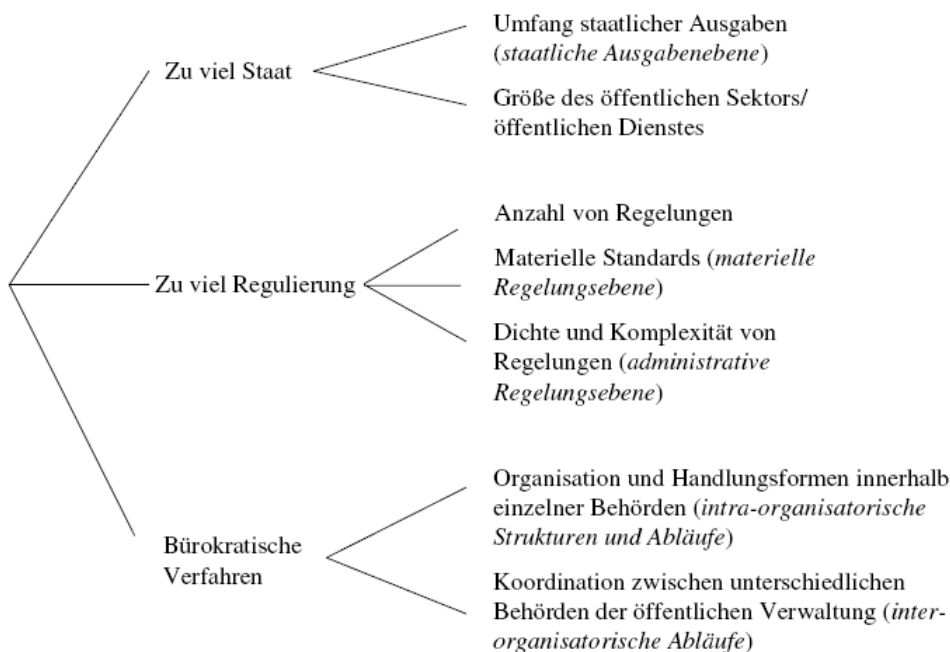 Zu viel Staat
Umfang staatlicher Ausgaben
(staatliche Ausgabenebene)
Größe des öffentlichen Sektors/
öffentlichen Dienstes
Zu viel Regulierung
Anzahl von Regelungen
Materielle Standards (materielle
Regelungsebene)
Dichte und Komplexität von
Regelungen (administrative
Regelungsebene)
Bürokratische
Verfahren
Organisation und Handlungsformen innerhalb
einzelner Behörden (intra-organisatorische
Strukturen und Abläufe)
Koordination zwischen unterschiedlichen
Behörden der öffentlichen Verwaltung (inter-
organisatorische Abläufe)